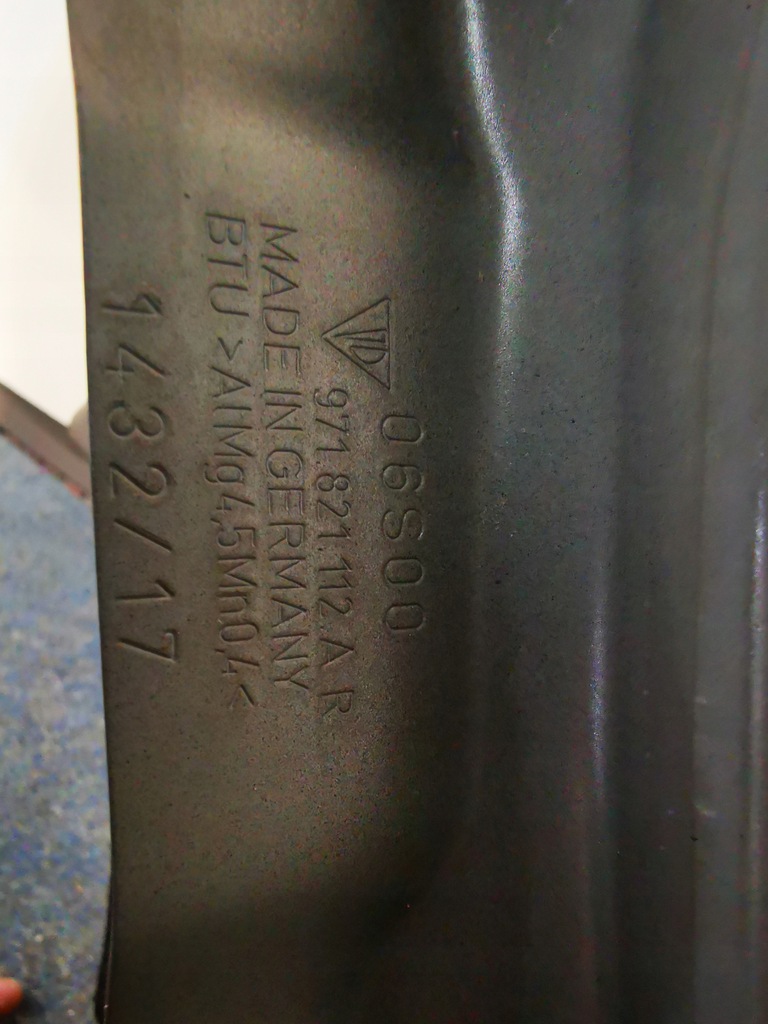 06S00
971.821.112.A R
MADE IN GERMANY
BTU >AlMg4,5Mn0,4<
1432/17